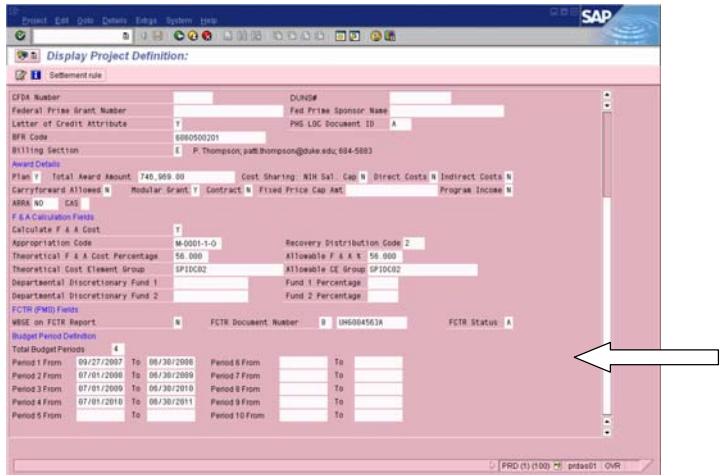 Project Edit Goto Details Extras System Help
SAP
Display Project Definition:
Settlement rule
CFDA Number DUNS#
Federal Prime Grant Number Fed Prime Sponsor Name
Letter of Credit Attribute Y PHS LOC Document ID A
BFR Code 6860500201
Billing Section E P. Thompson; patti.thompson@duke.edu; 684-5883
Award Details
Plan Y Total Award Amount 746,969.00 Cost Sharing: NIH Sal. Cap N Direct Costs N Indirect Costs N
Carryforward Allowed N Modular Grant Y Contract N Fixed Price Cap Amt Program Income N
ARRA NO CAS
F & A Calculation Fields
Calculate F & A Cost Y
Appropriation Code M-0001-1-O Recovery Distribution Code 2
Theoretical F & A Cost Percentage 56.000 Allowable F & A % 56.000
Theoretical Cost Element Group SPIDC02 Allowable CE Group SPIDC02
Departmental Discretionary Fund 1 Fund 1 Percentage
Departmental Discretionary Fund 2 Fund 2 Percentage
FCTR (PMS) Fields
WBSE on FCTR Report N FCTR Document Number B UH6004563A FCTR Status A
Budget Period Definition
Total Budget Periods 4
Period 1 From 09/27/2007 To 06/30/2008 Period 6 From To
Period 2 From 07/01/2008 To 06/30/2009 Period 7 From To
Period 3 From 07/01/2009 To 06/30/2010 Period 8 From To
Period 4 From 07/01/2010 To 06/30/2011 Period 9 From To
Period 5 From To Period 10 From To
PRD (1) (100) prdas01 OVR